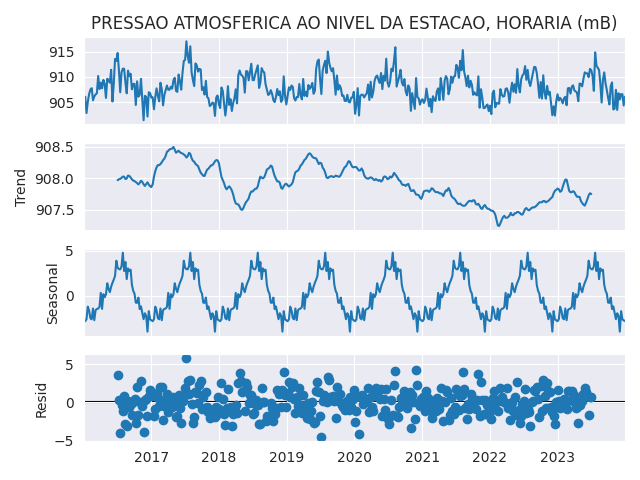 PRESSAO ATMOSFERICA AO NIVEL DA ESTACAO, HORARIA (mB)
915
910
905
908.5
908.0
907.5
Trend
5
0
Seasonal
5
0
−5
Resid
2017 2018 2019 2020 2021 2022 2023